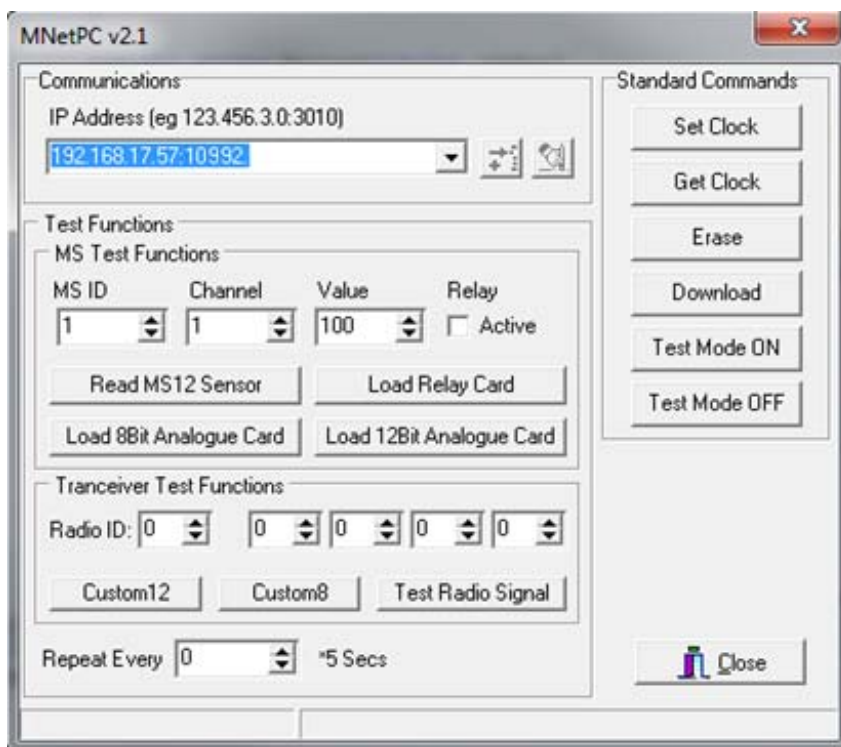 MNetPC v2.1
Communications
IP Address (eg 123.456.3.0:3010)
192.168.17.57:10992
Test Functions
MS Test Functions
MS ID Channel Value Relay
1 1 100 Active
Read MS12 Sensor Load Relay Card
Load 8Bit Analogue Card Load 12Bit Analogue Card
Tranceiver Test Functions
Radio ID: 0 0 0 0 0
Custom12 Custom8 Test Radio Signal
Repeat Every 0 *5 Secs
Standard Commands
Set Clock
Get Clock
Erase
Download
Test Mode ON
Test Mode OFF
Close